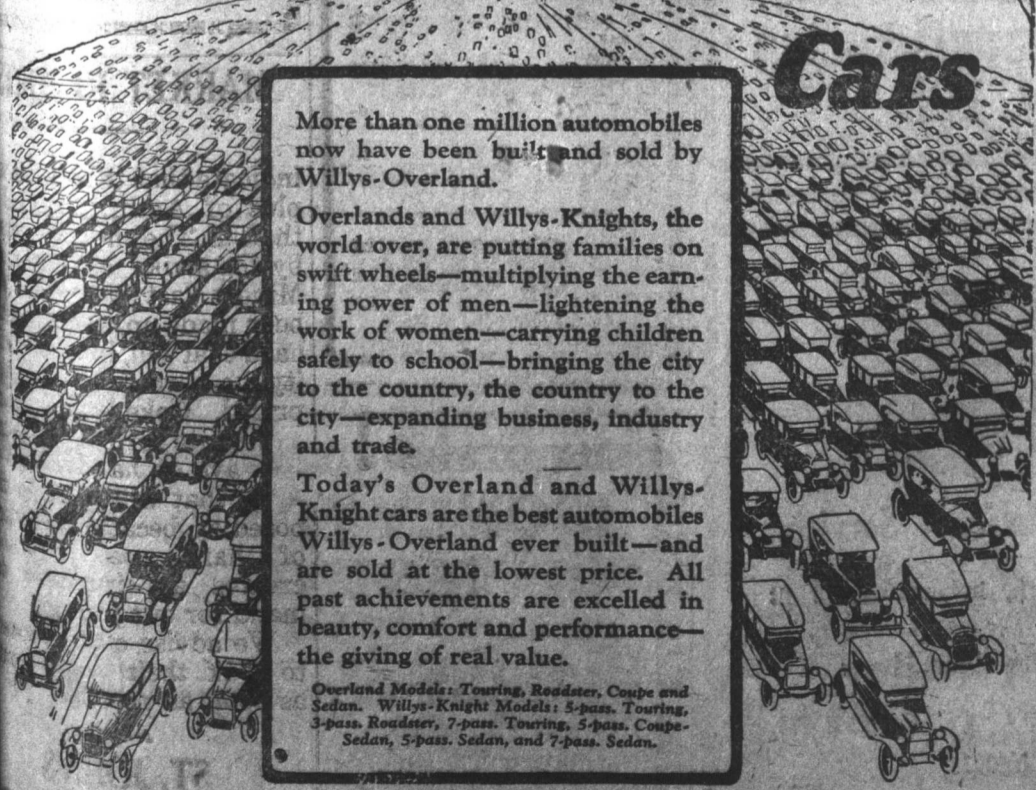 Cars
More than one million automobiles
now have been built and sold by
Willys-Overland.
Overlands and Willys-Knights, the
world over, are putting families on
swift wheels—multiplying the earn-
ing power of men—lightening the
work of women—carrying children
safely to school—bringing the city
to the country, the country to the
city—expanding business, industry
and trade.
Today's Overland and Willys-
Knight cars are the best automobiles
Willys-Overland ever built—and
are sold at the lowest price. All
past achievements are excelled in
beauty, comfort and performance—
the giving of real value.
Overland Models: Touring, Roadster, Coupe and
Sedan. Willys-Knight Models: 5-pass. Touring,
3-pass. Roadster, 7-pass. Touring, 5-pass. Coupe-
Sedan, 5-pass. Sedan, and 7-pass. Sedan.